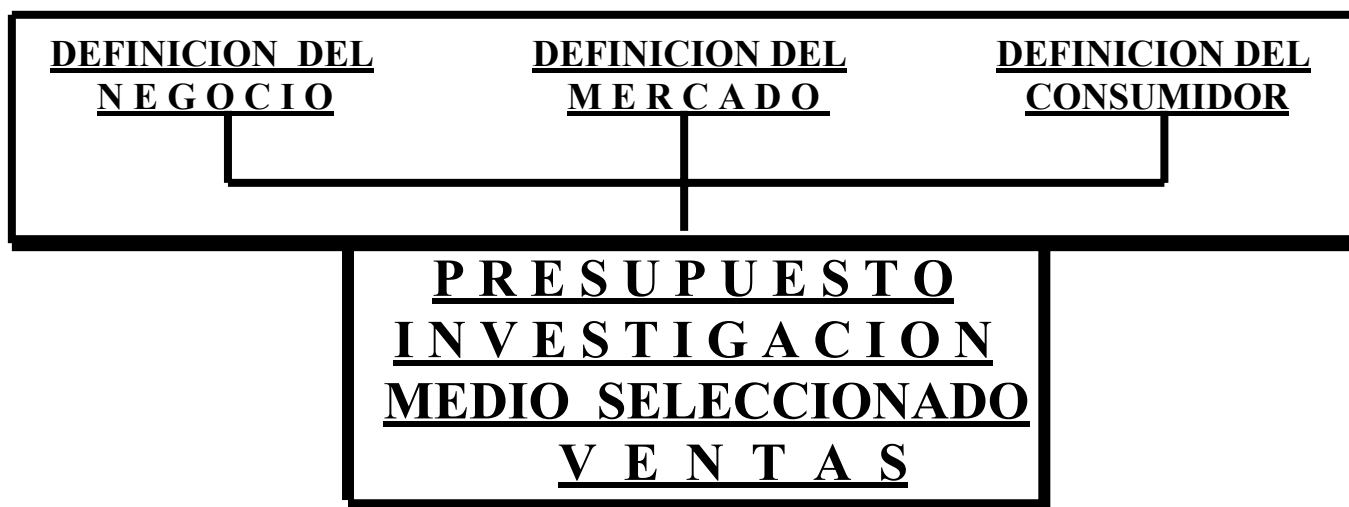 DEFINICION DEL
N E G O C I O
DEFINICION DEL
M E R C A D O
DEFINICION DEL
CONSUMIDOR
P R E S U P U E S T O
I N V E S T I G A C I O N
MEDIO SELECCIONADO
V E N T A S